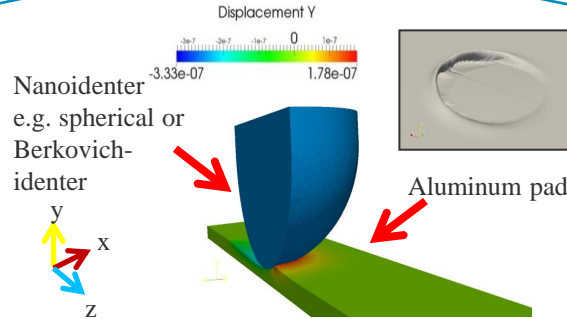 Displacement Y
-3e-7 -2e-7 -1e-7 0 1e-7
-3.33e-07 1.78e-07
Nanoidenter
e.g. spherical or
Berkovich-
identer
Aluminum pad
y
x
z